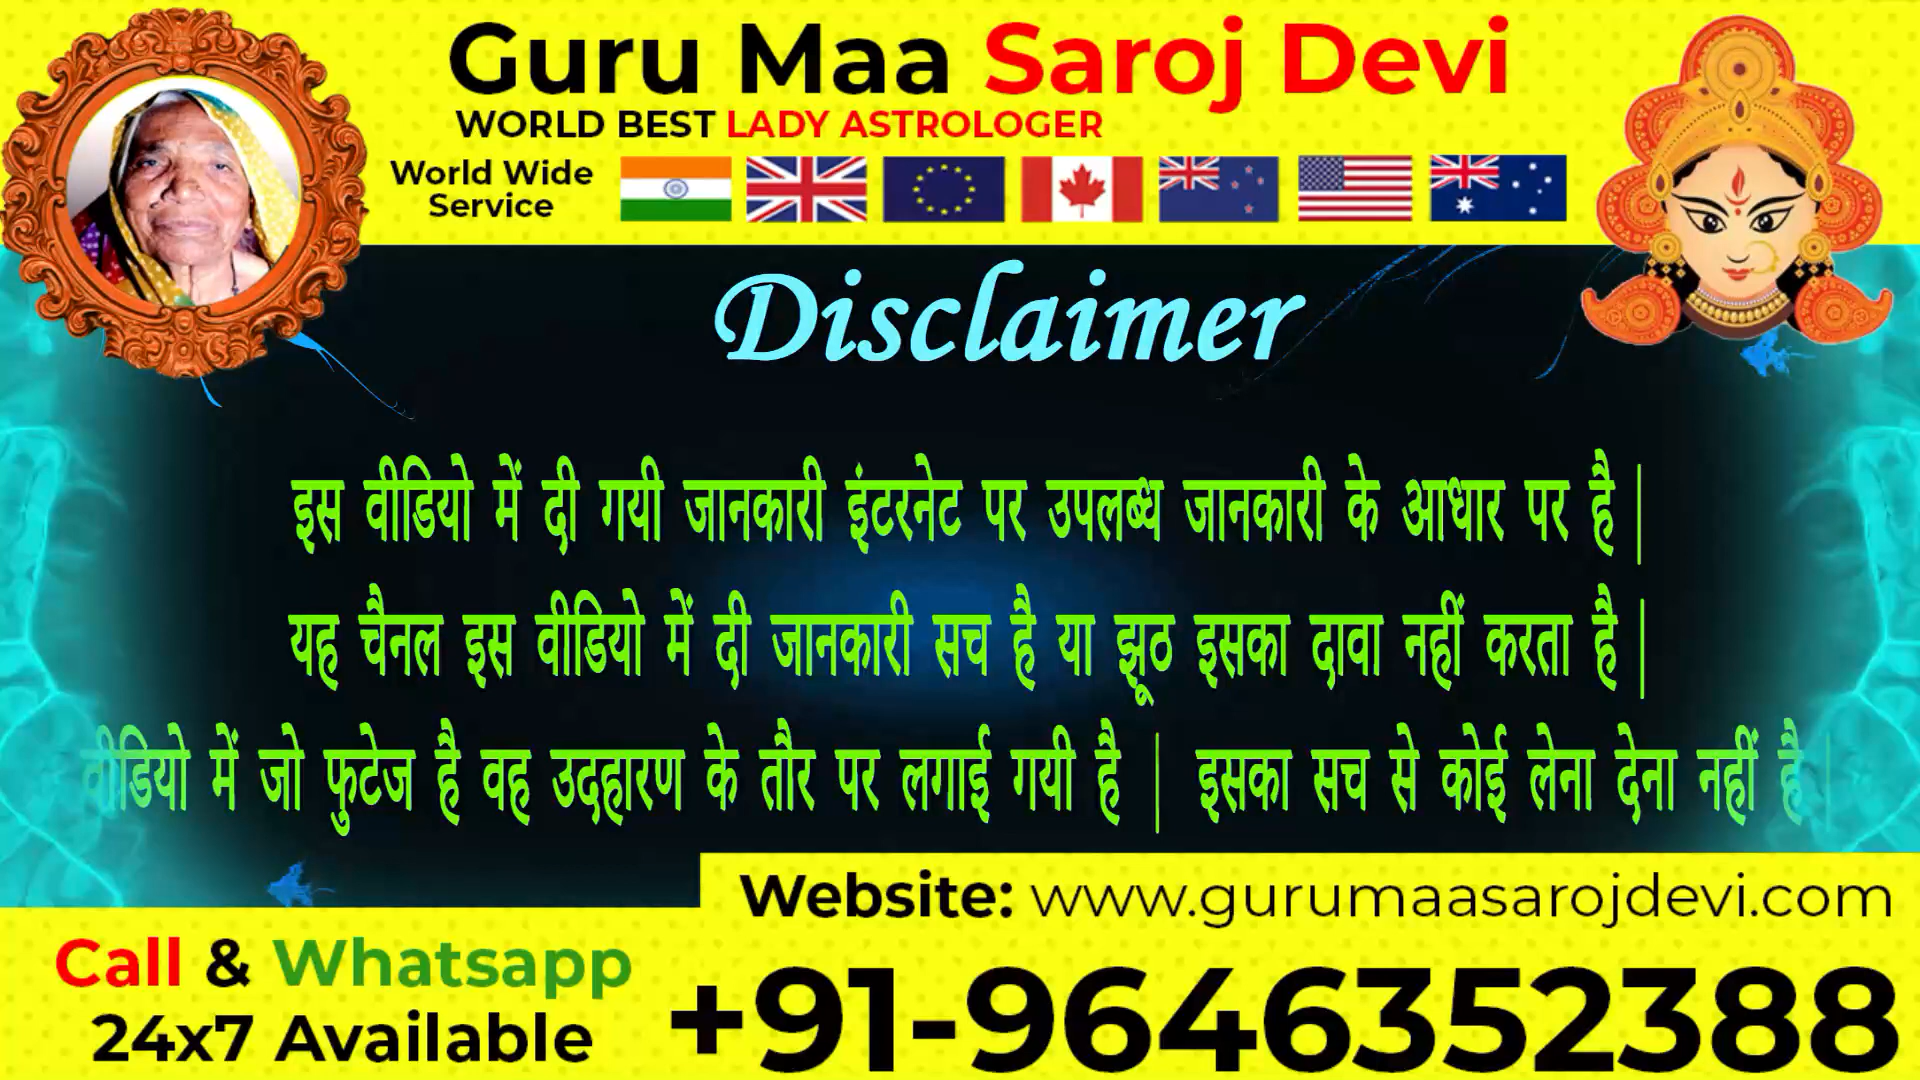 Guru Maa Saroj Devi
WORLD BEST LADY ASTROLOGER
World Wide
Service
Disclaimer
इस वीडियो में दी गयी जानकारी इंटरनेट पर उपलब्ध जानकारी के आधार पर है |
यह चैनल इस वीडियो में दी जानकारी सच है या झूठ इसका दावा नहीं करता है |
वीडियो में जो फुटेज है वह उदहारण के तौर पर लगाई गयी है | इसका सच से कोई लेना देना नहीं है |
Website: www.gurumaasarojdevi.com
Call & Whatsapp
24x7 Available
+91-9646352388